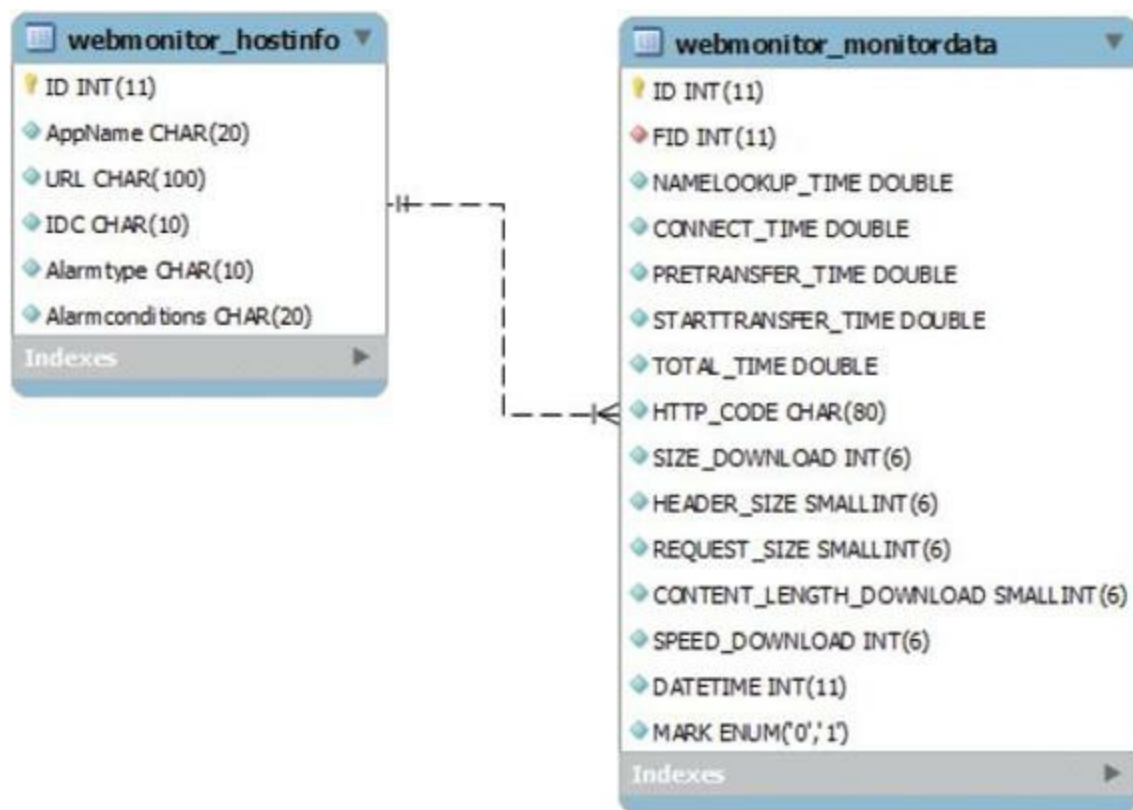 webmonitor_hostinfo
ID INT(11)
AppName CHAR(20)
URL CHAR(100)
IDC CHAR(10)
Alarmtype CHAR(10)
Alarmconditions CHAR(20)
Indexes
webmonitor_monitordata
ID INT(11)
FID INT(11)
NAMELOOKUP_TIME DOUBLE
CONNECT_TIME DOUBLE
PRETRANSFER_TIME DOUBLE
STARTTRANSFER_TIME DOUBLE
TOTAL_TIME DOUBLE
HTTP_CODE CHAR(80)
SIZE_DOWNLOAD INT(6)
HEADER_SIZE SMALLINT(6)
REQUEST_SIZE SMALLINT(6)
CONTENT_LENGTH_DOWNLOAD SMALLINT(6)
SPEED_DOWNLOAD INT(6)
DATETIME INT(11)
MARK ENUM('0','1')
Indexes